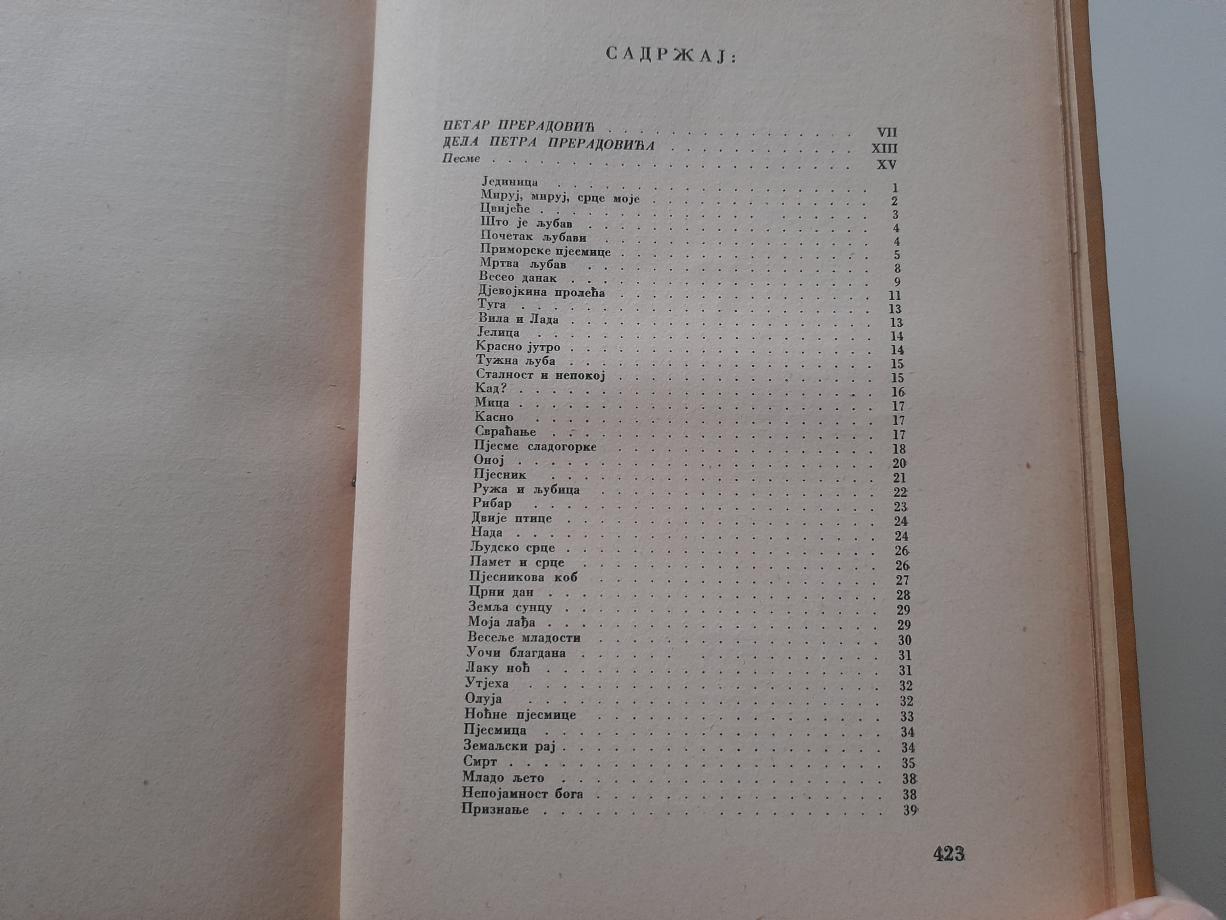 САДРЖАЈ:
ПЕТАР ПРЕРАДОВИЋ . . . . . . . . . . . . . . . VII
ДЕЛА ПЕТРА ПРЕРАДОВИЋА . . . . . . . . . . . . XIII
Песме . . . . . . . . . . . . . . . . . . XV
Јединица . . . . . . . . . . . . . . . 1
Мируј, мируј, срце моје . . . . . . . . . . . 2
Цвијеће . . . . . . . . . . . . . . . . 3
Што је љубав . . . . . . . . . . . . . . 4
Почетак љубави . . . . . . . . . . . . . 4
Приморске пјесмице . . . . . . . . . . . . 5
Мртва љубав . . . . . . . . . . . . . . 8
Весео данак . . . . . . . . . . . . . . 9
Дјевојкина пролећа . . . . . . . . . . . . 11
Туга . . . . . . . . . . . . . . . . . 13
Вила и Лада . . . . . . . . . . . . . . 13
Јелица . . . . . . . . . . . . . . . . 14
Красно јутро . . . . . . . . . . . . . . 14
Тужна љуба . . . . . . . . . . . . . . 15
Сталност и непокој . . . . . . . . . . . . 15
Кад? . . . . . . . . . . . . . . . . . 16
Мица . . . . . . . . . . . . . . . . . 17
Касно . . . . . . . . . . . . . . . . 17
Свраћање . . . . . . . . . . . . . . . 17
Пјесме сладогорке . . . . . . . . . . . . 18
Оној . . . . . . . . . . . . . . . . . 20
Пјесник . . . . . . . . . . . . . . . 21
Ружа и љубица . . . . . . . . . . . . . 22
Рибар . . . . . . . . . . . . . . . . 23
Двије птице . . . . . . . . . . . . . . 24
Нада . . . . . . . . . . . . . . . . . 24
Људско срце . . . . . . . . . . . . . . 26
Памет и срце . . . . . . . . . . . . . . 26
Пјесникова коб . . . . . . . . . . . . . 27
Црни дан . . . . . . . . . . . . . . . 28
Земља сунцу . . . . . . . . . . . . . . 29
Моја лађа . . . . . . . . . . . . . . . 29
Весеље младости . . . . . . . . . . . . . 30
Уочи благдана . . . . . . . . . . . . . . 31
Лаку ноћ . . . . . . . . . . . . . . . 31
Утјеха . . . . . . . . . . . . . . . . 32
Олуја . . . . . . . . . . . . . . . . 32
Ноћне пјесмице . . . . . . . . . . . . . 33
Пјесмица . . . . . . . . . . . . . . . 34
Земаљски рај . . . . . . . . . . . . . . 34
Смрт . . . . . . . . . . . . . . . . . 35
Младо љето . . . . . . . . . . . . . . 38
Непојамност бога . . . . . . . . . . . . . 38
Признање . . . . . . . . . . . . . . . 39
423